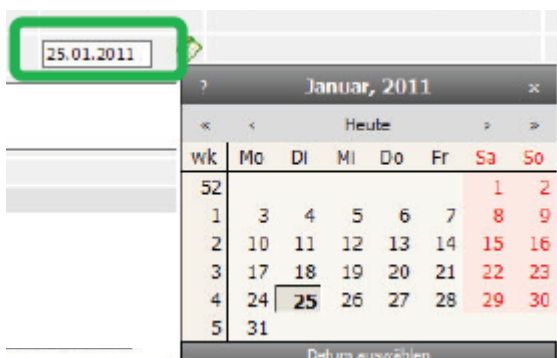 25.01.2011
? Januar, 2011 ×
« ‹ Heute › »
wk Mo Di Mi Do Fr Sa So
52 1 2
1 3 4 5 6 7 8 9
2 10 11 12 13 14 15 16
3 17 18 19 20 21 22 23
4 24 25 26 27 28 29 30
5 31
Datum auswählen